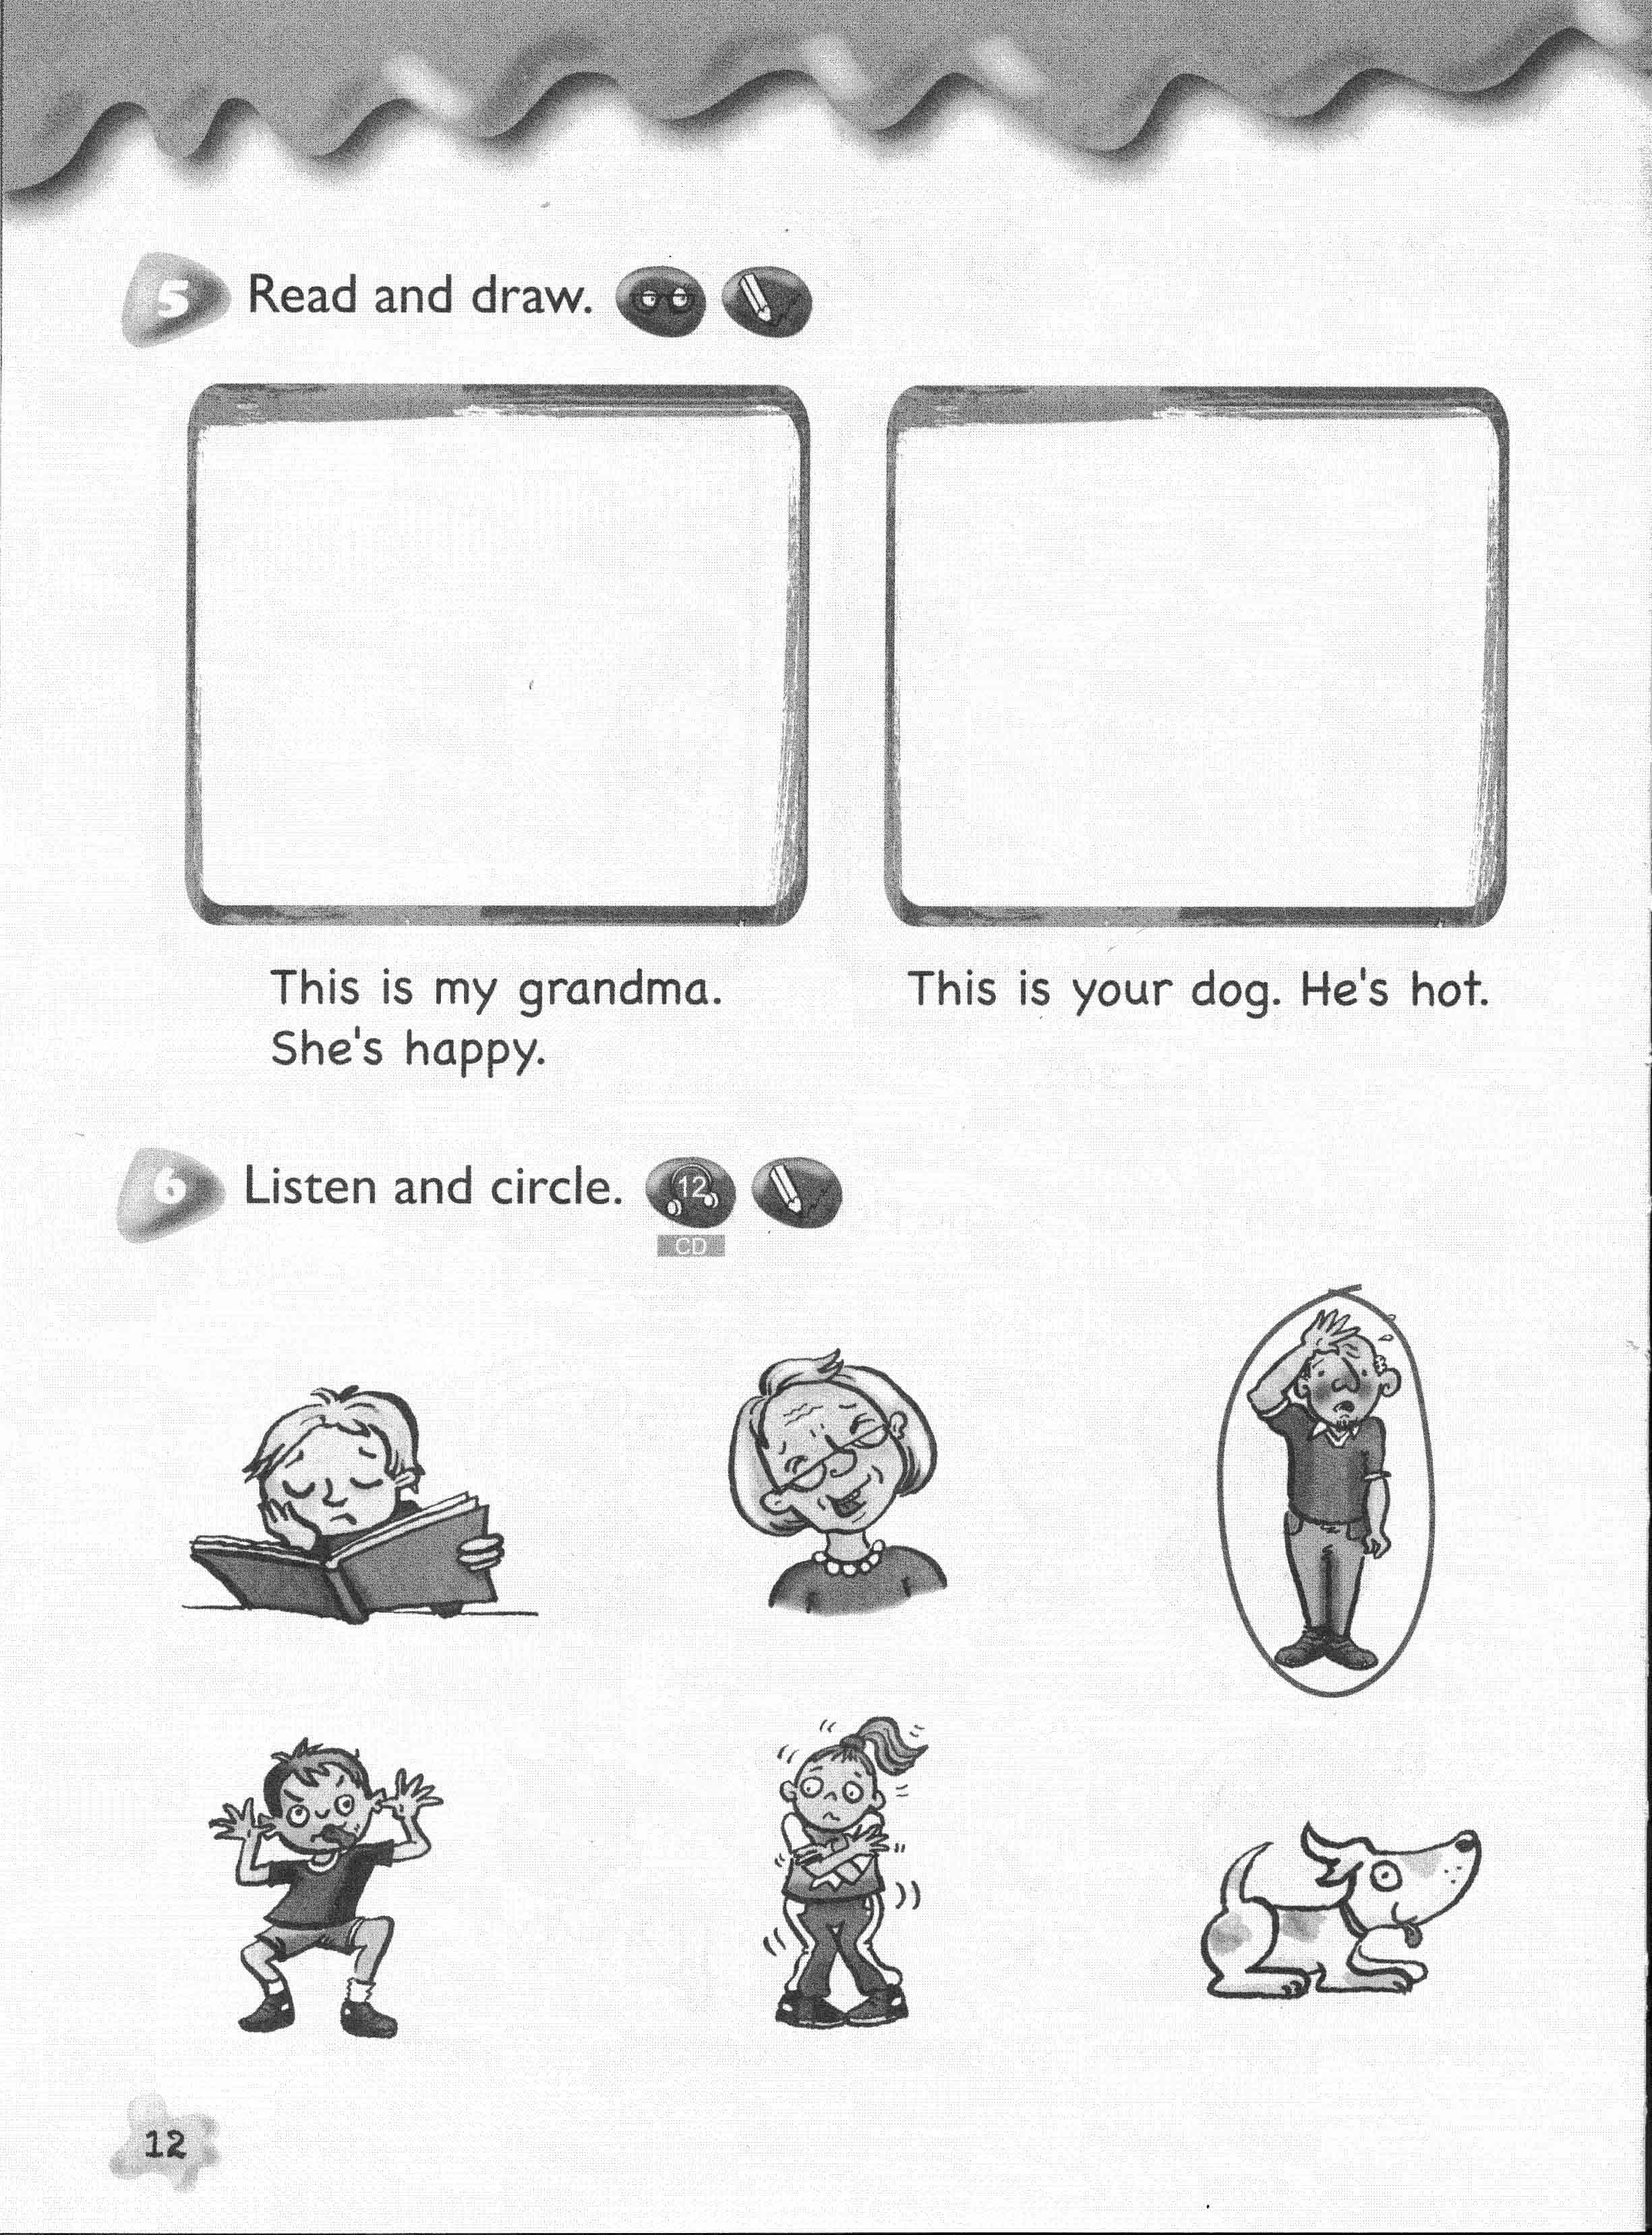 5 Read and draw.
This is my grandma.
She's happy.
This is your dog. He's hot.
6 Listen and circle. 12
CD
12